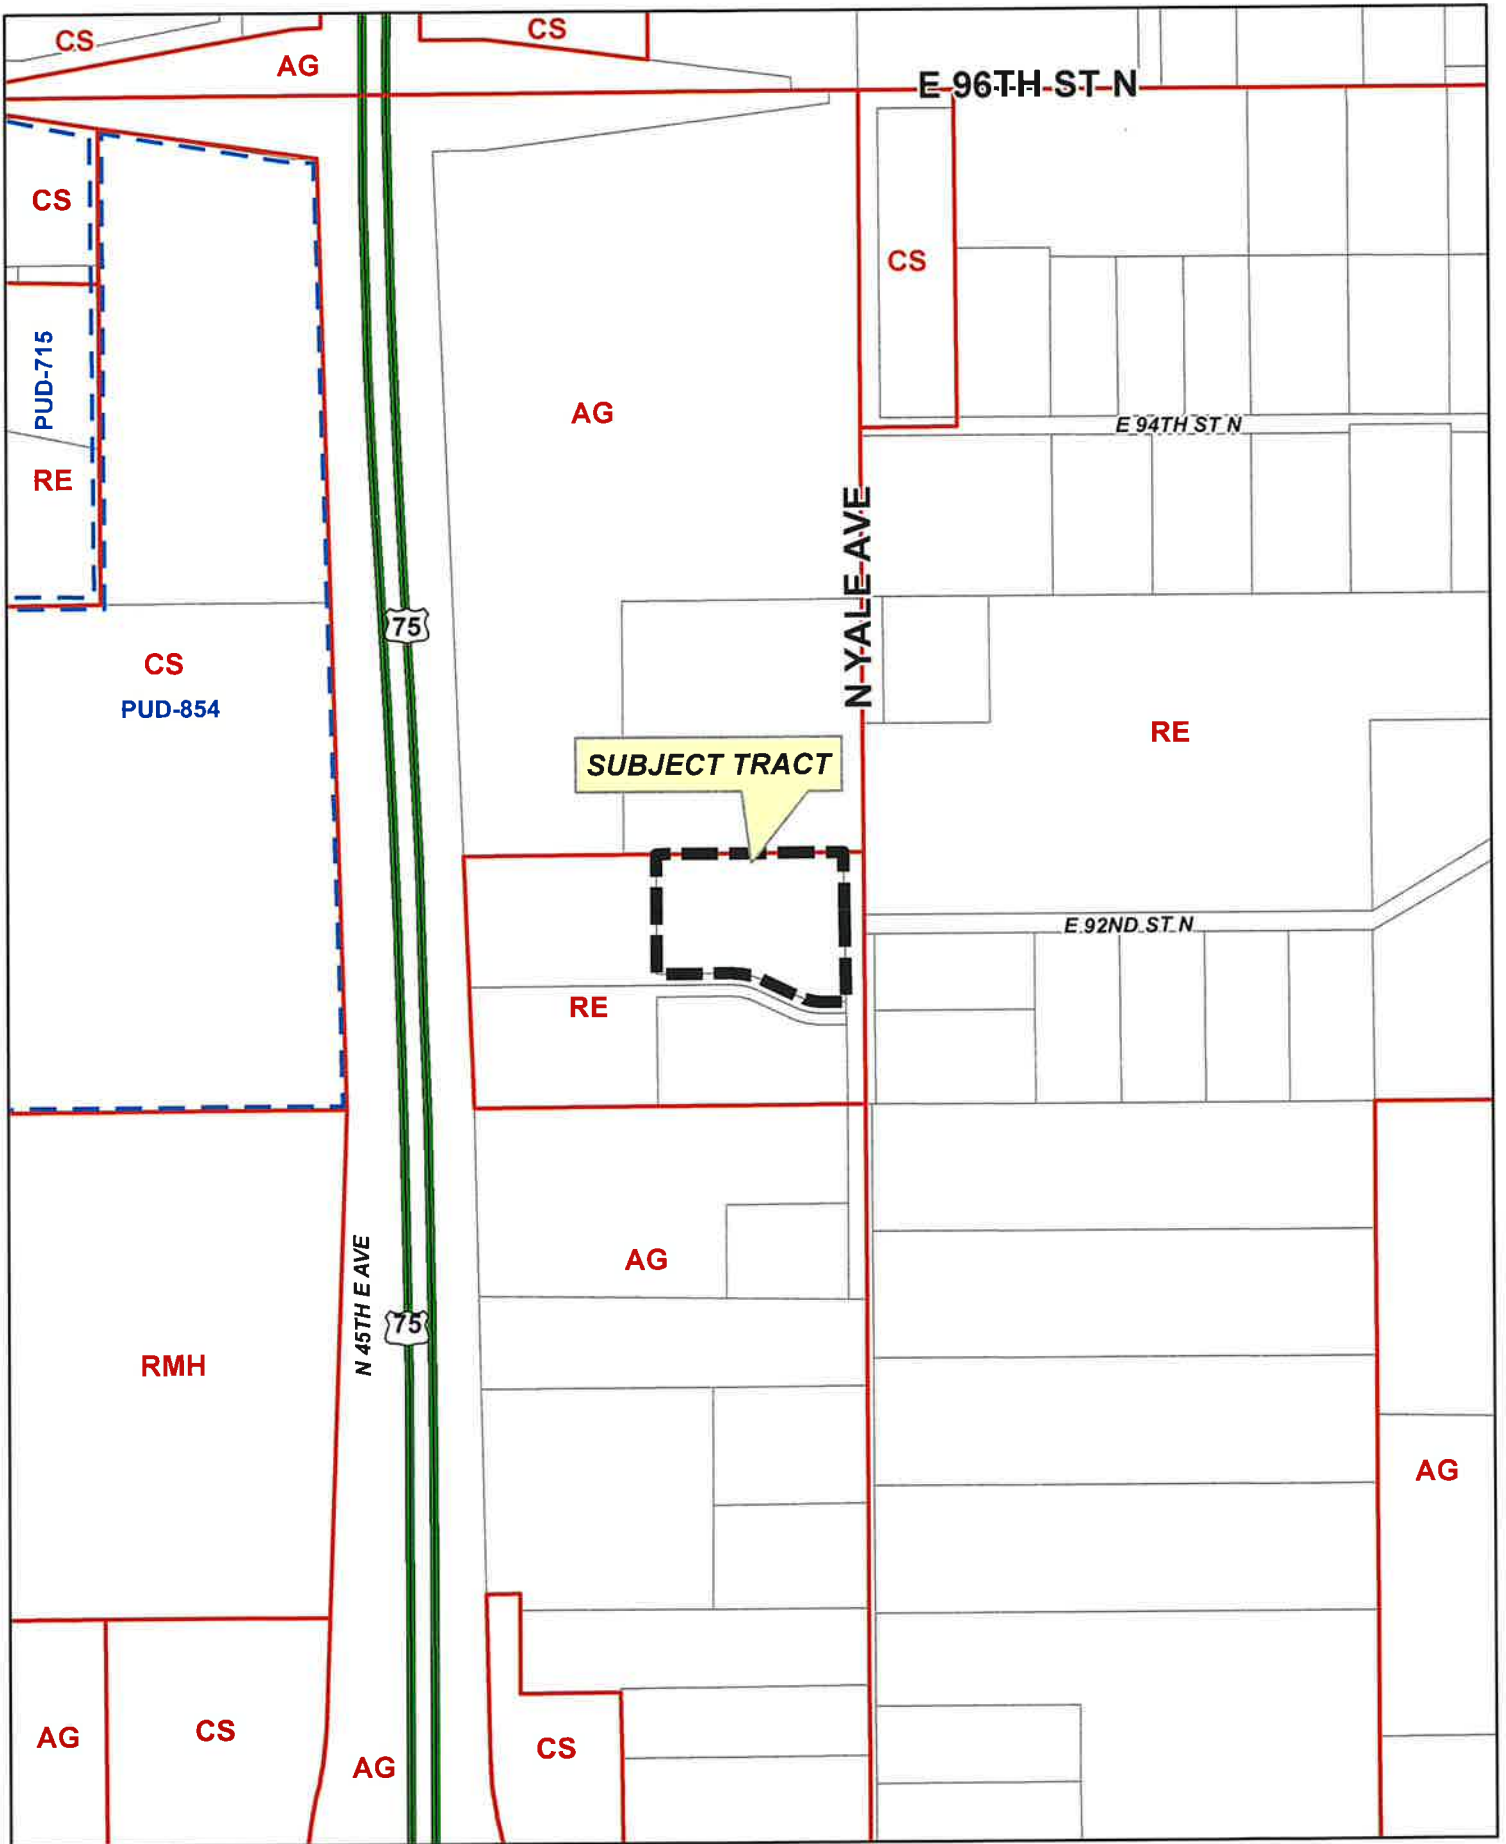 CS
CS
AG
E 96TH ST N
CS
CS
PUD-715
AG
E 94TH ST N
RE
N YALE AVE
75
CS
PUD-854
RE
SUBJECT TRACT
E 92ND ST N
RE
AG
N 45TH E AVE
75
RMH
AG
AG
CS
CS
AG